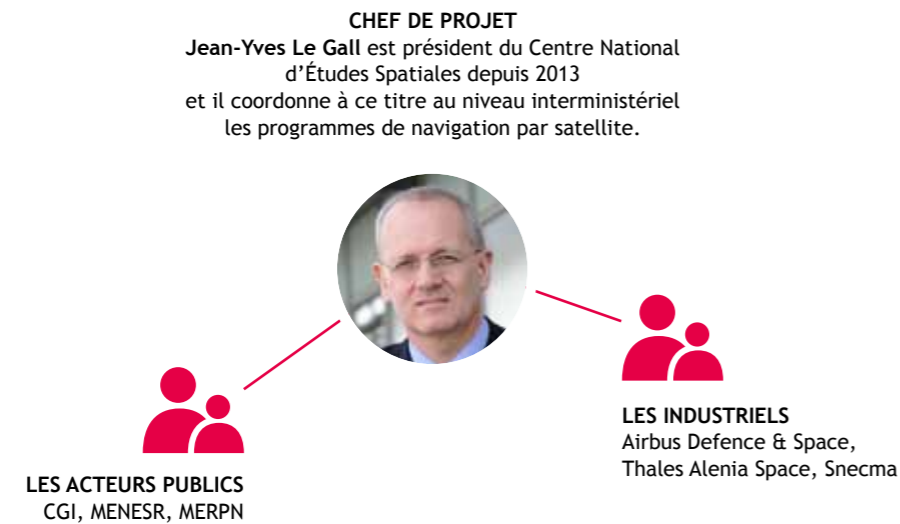 CHEF DE PROJET
Jean-Yves Le Gall est président du Centre National
d’Études Spatiales depuis 2013
et il coordonne à ce titre au niveau interministériel
les programmes de navigation par satellite.
LES INDUSTRIELS
Airbus Defence & Space,
Thales Alenia Space, Snecma
LES ACTEURS PUBLICS
CGI, MENESR, MERPN